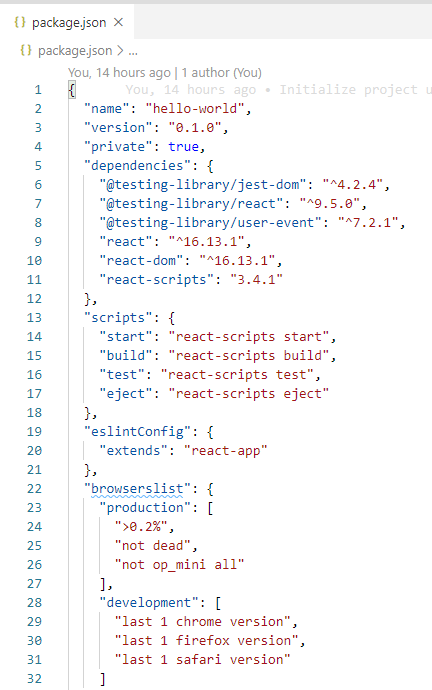 {} package.json ×
{} package.json > ...
You, 14 hours ago | 1 author (You)
1 { You, 14 hours ago • Initialize project u
2 "name": "hello-world",
3 "version": "0.1.0",
4 "private": true,
5 "dependencies": {
6 "@testing-library/jest-dom": "^4.2.4",
7 "@testing-library/react": "^9.5.0",
8 "@testing-library/user-event": "^7.2.1",
9 "react": "^16.13.1",
10 "react-dom": "^16.13.1",
11 "react-scripts": "3.4.1"
12 },
13 "scripts": {
14 "start": "react-scripts start",
15 "build": "react-scripts build",
16 "test": "react-scripts test",
17 "eject": "react-scripts eject"
18 },
19 "eslintConfig": {
20 "extends": "react-app"
21 },
22 "browserslist": {
23 "production": [
24 ">0.2%",
25 "not dead",
26 "not op_mini all"
27 ],
28 "development": [
29 "last 1 chrome version",
30 "last 1 firefox version",
31 "last 1 safari version"
32 ]